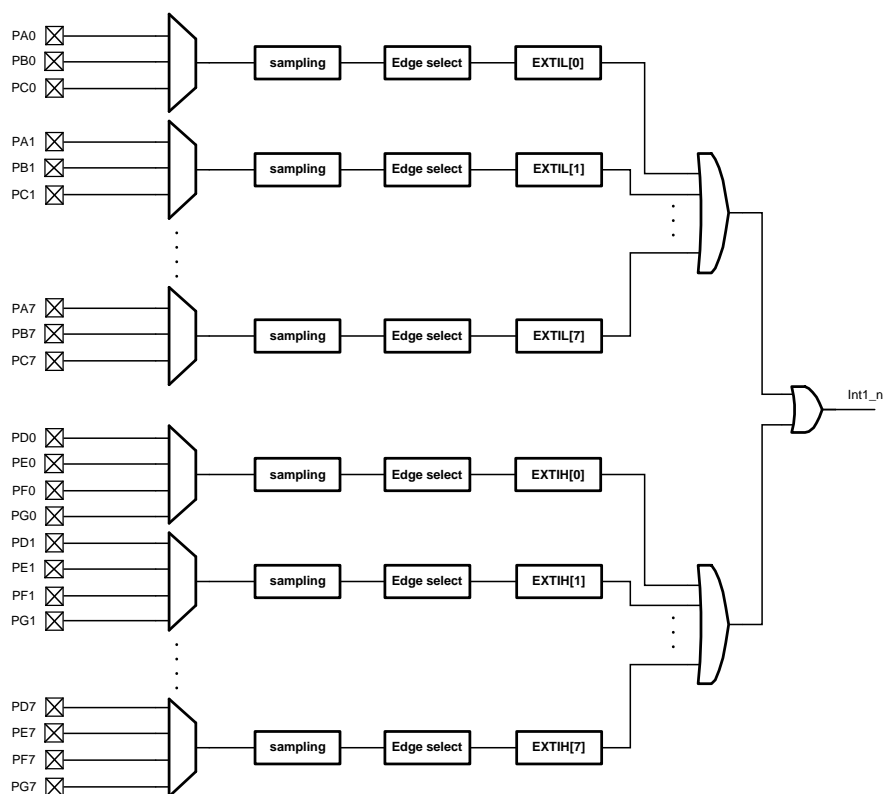 PA0
PB0
PC0
sampling
Edge select
EXTIL[0]
PA1
PB1
PC1
sampling
Edge select
EXTIL[1]
PA7
PB7
PC7
sampling
Edge select
EXTIL[7]
Int1_n
PD0
PE0
PF0
PG0
sampling
Edge select
EXTIH[0]
PD1
PE1
PF1
PG1
sampling
Edge select
EXTIH[1]
PD7
PE7
PF7
PG7
sampling
Edge select
EXTIH[7]